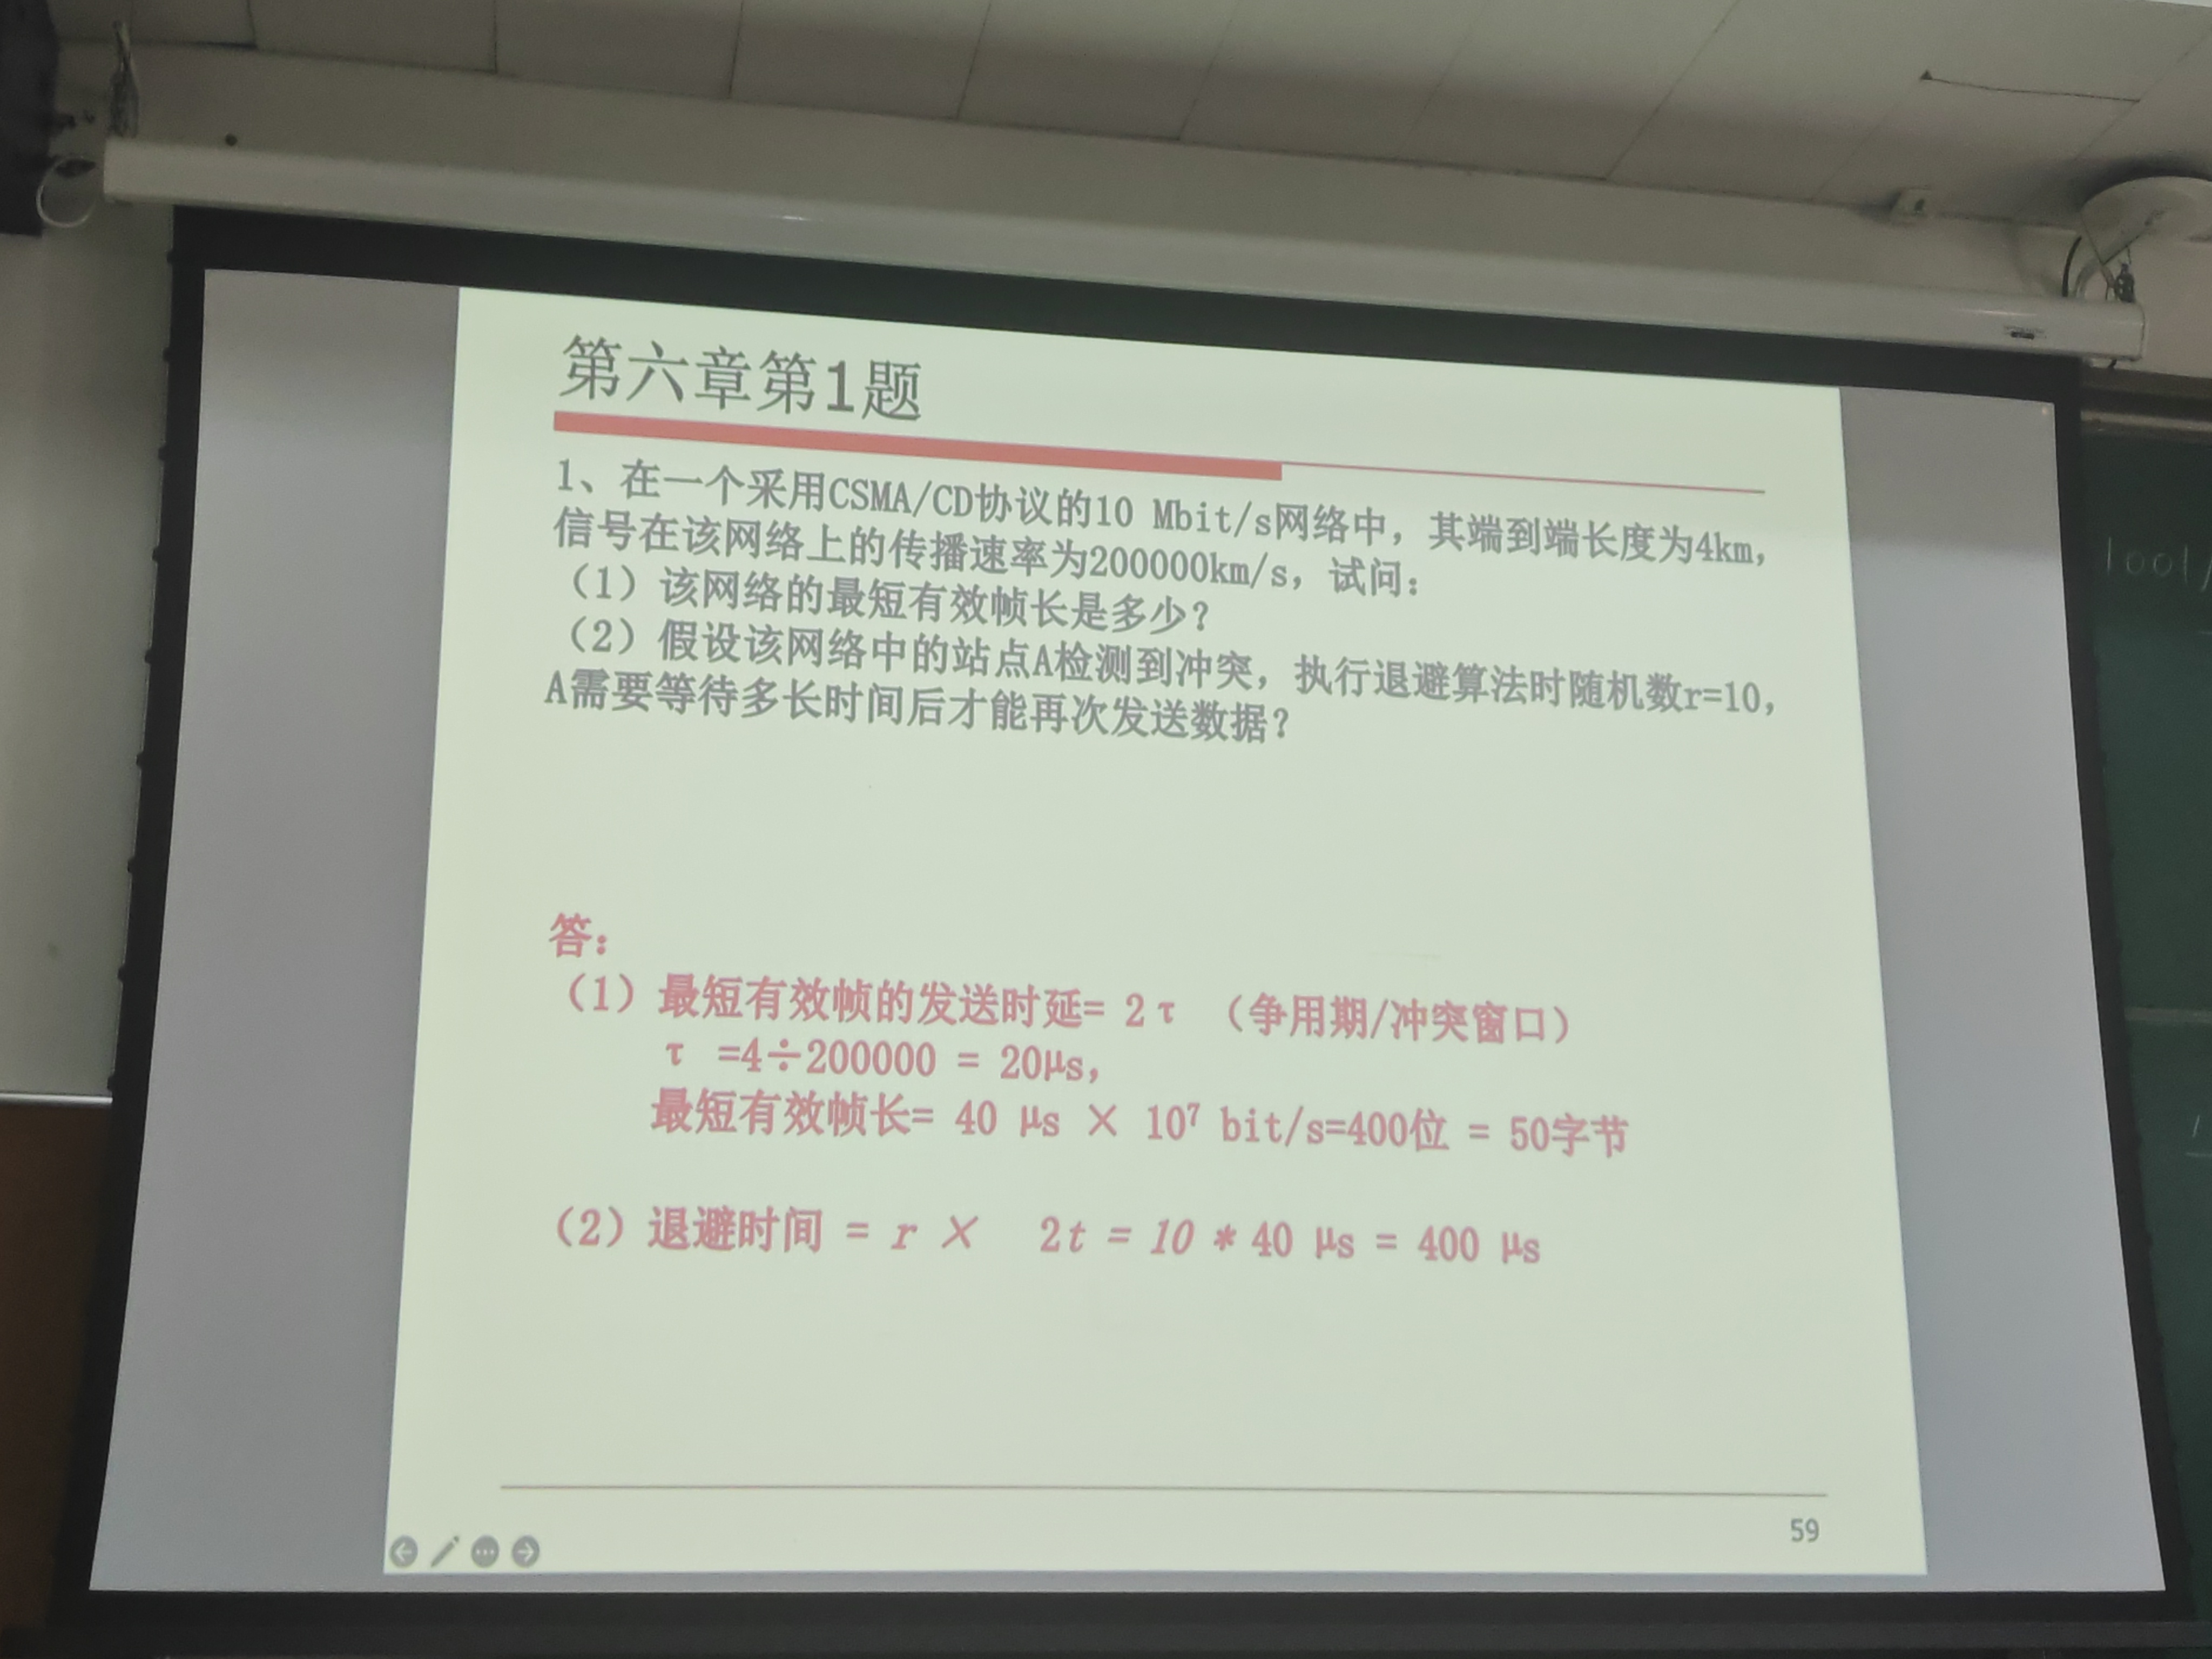 第六章第1题
1、在一个采用CSMA/CD协议的10 Mbit/s网络中，其端到端长度为4km，
信号在该网络上的传播速率为200000km/s，试问：
（1）该网络的最短有效帧长是多少？
（2）假设该网络中的站点A检测到冲突，执行退避算法时随机数r=10，
A需要等待多长时间后才能再次发送数据？
答：
（1）最短有效帧的发送时延= 2τ （争用期/冲突窗口）
τ =4÷200000 = 20μs，
最短有效帧长= 40 μs × 10⁷ bit/s=400位 = 50字节
（2）退避时间 = r × 2t = 10 * 40 μs = 400 μs
59
1001/